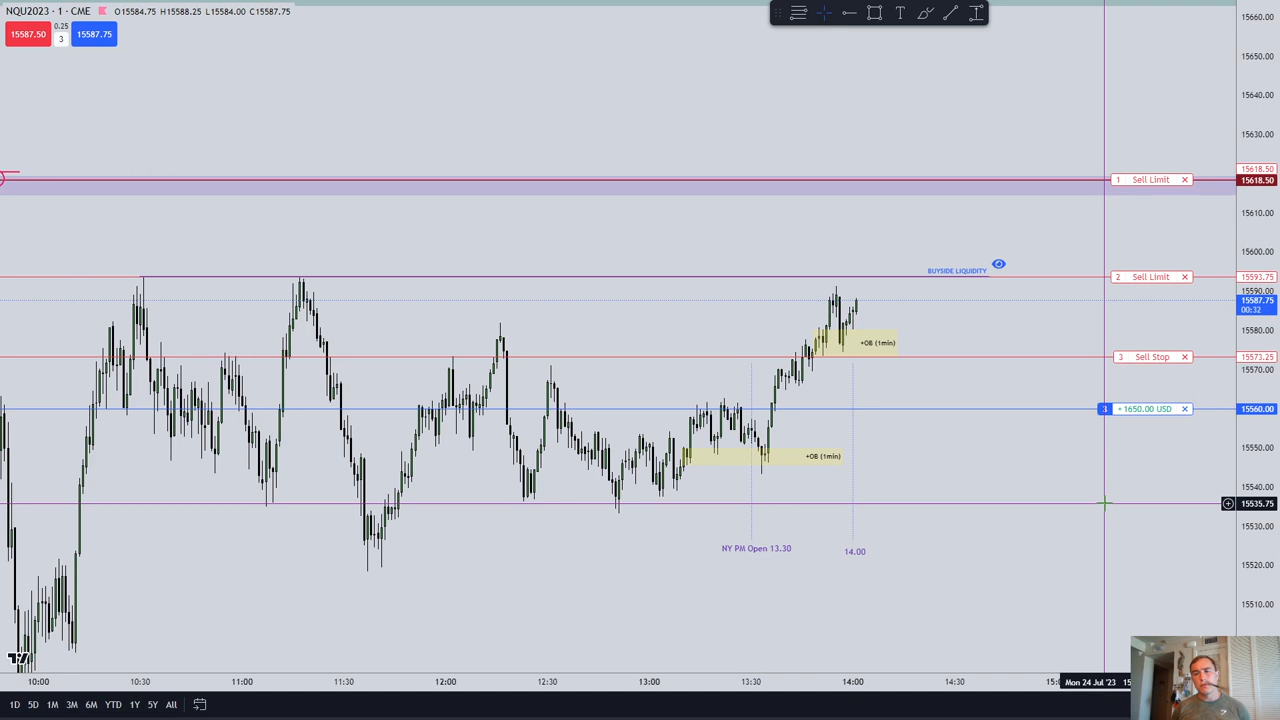 NQU2023 · 1 · CME O15584.75 H15588.25 L15584.00 C15587.75
15587.50 0.25 3 15587.75
15660.00
15650.00
15640.00
15630.00
15618.50
1 Sell Limit × 15618.50
15610.00
15600.00
BUYSIDE LIQUIDITY
2 Sell Limit × 15593.75
15590.00
15587.75
00:32
15580.00
+OB (1min)
3 Sell Stop × 15573.25
15570.00
3 +1650.00 USD × 15560.00
+OB (1min)
15550.00
15540.00
15535.75
15530.00
NY PM Open 13.30 14.00
15520.00
15510.00
10:00 10:30 11:00 11:30 12:00 12:30 13:00 13:30 14:00 14:30 Mon 24 Jul '23
1D 5D 1M 3M 6M YTD 1Y 5Y All